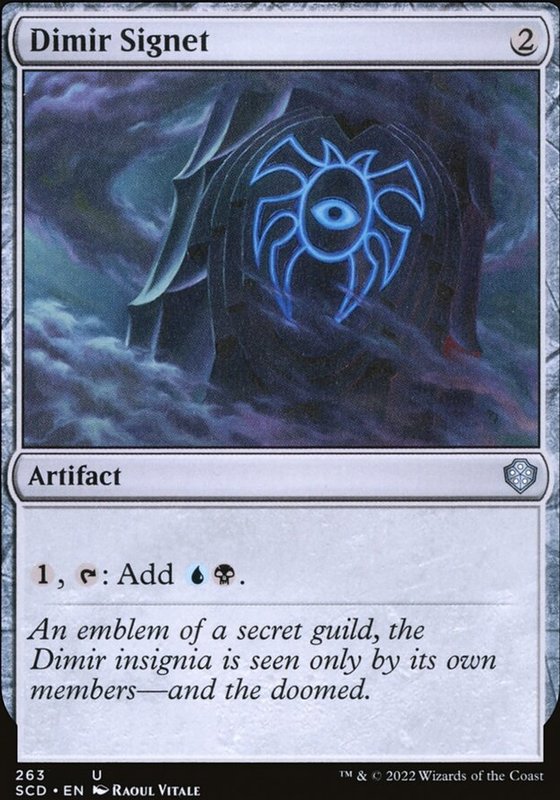 Dimir Signet 2
Artifact
1, : Add .
An emblem of a secret guild, the
Dimir insignia is seen only by its own
members—and the doomed.
263 U
SCD • EN Raoul Vitale
™ & © 2022 Wizards of the Coast